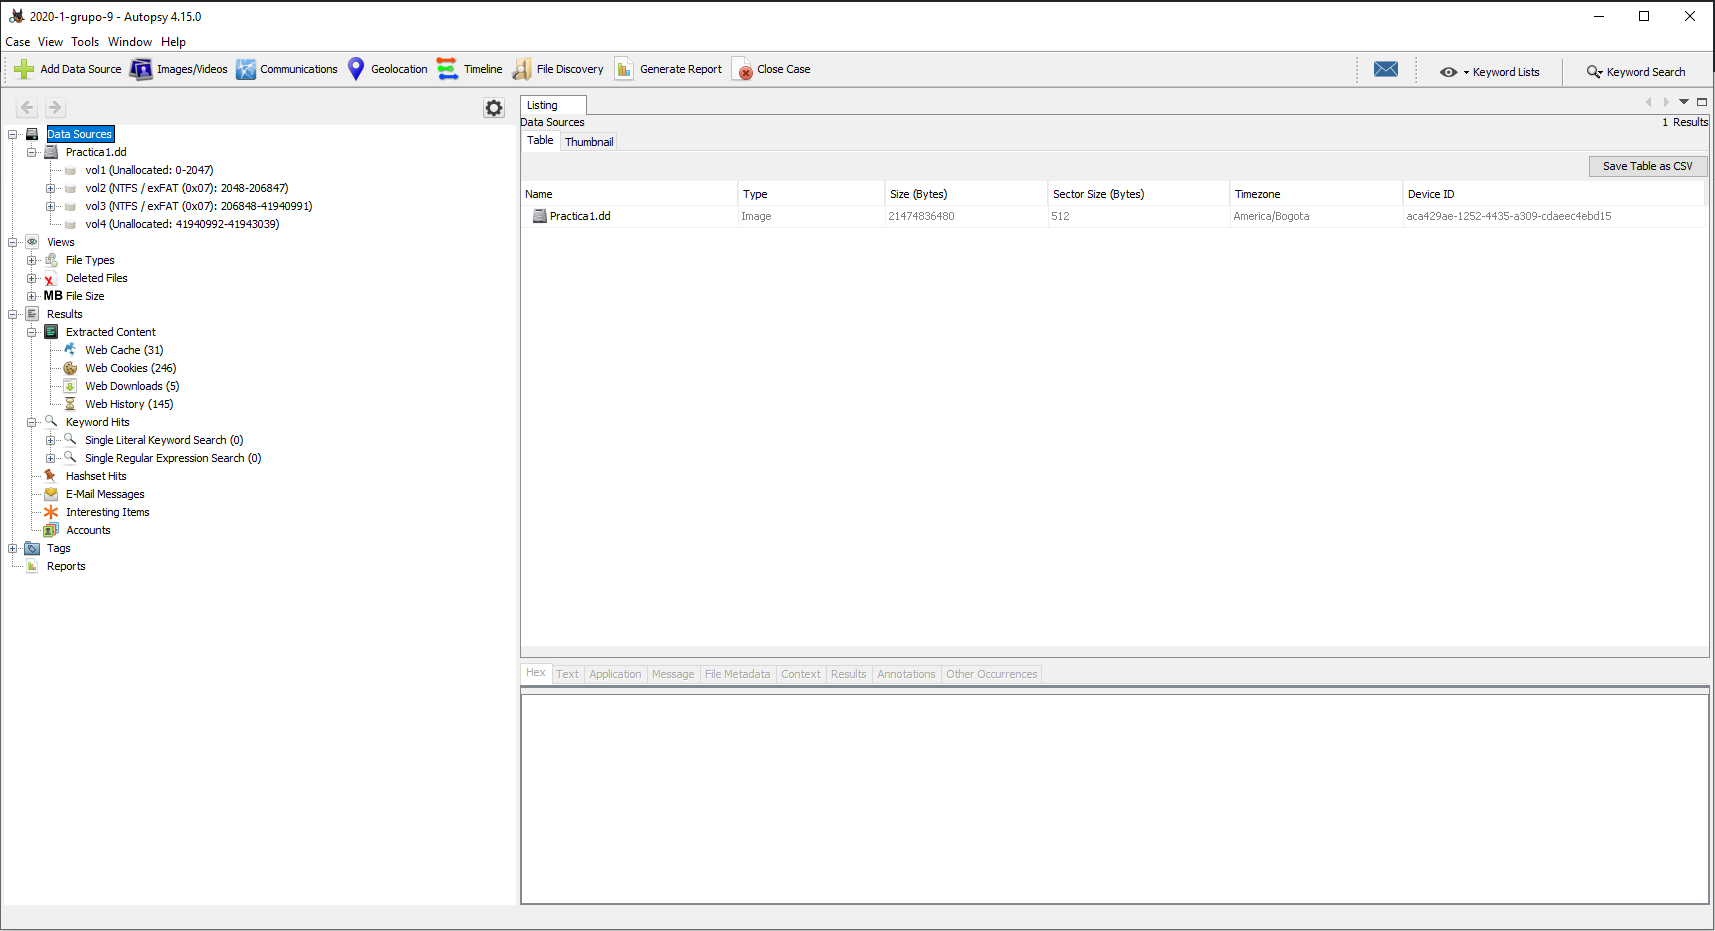 2020-1-grupo-9 - Autopsy 4.15.0
Case View Tools Window Help
Add Data Source Images/Videos Communications Geolocation Timeline File Discovery Generate Report Close Case Keyword Lists Keyword Search
Data Sources
Practica1.dd
vol1 (Unallocated: 0-2047)
vol2 (NTFS / exFAT (0x07): 2048-206847)
vol3 (NTFS / exFAT (0x07): 206848-41940991)
vol4 (Unallocated: 41940992-41943039)
Views
File Types
Deleted Files
MB File Size
Results
Extracted Content
Web Cache (31)
Web Cookies (246)
Web Downloads (5)
Web History (145)
Keyword Hits
Single Literal Keyword Search (0)
Single Regular Expression Search (0)
Hashset Hits
E-Mail Messages
Interesting Items
Accounts
Tags
Reports
Listing
Data Sources 1 Results
Table Thumbnail
Save Table as CSV
Name Type Size (Bytes) Sector Size (Bytes) Timezone Device ID
Practica1.dd Image 21474836480 512 America/Bogota aca429ae-1252-4435-a309-cdaeec4ebd15
Hex Text Application Message File Metadata Context Results Annotations Other Occurrences